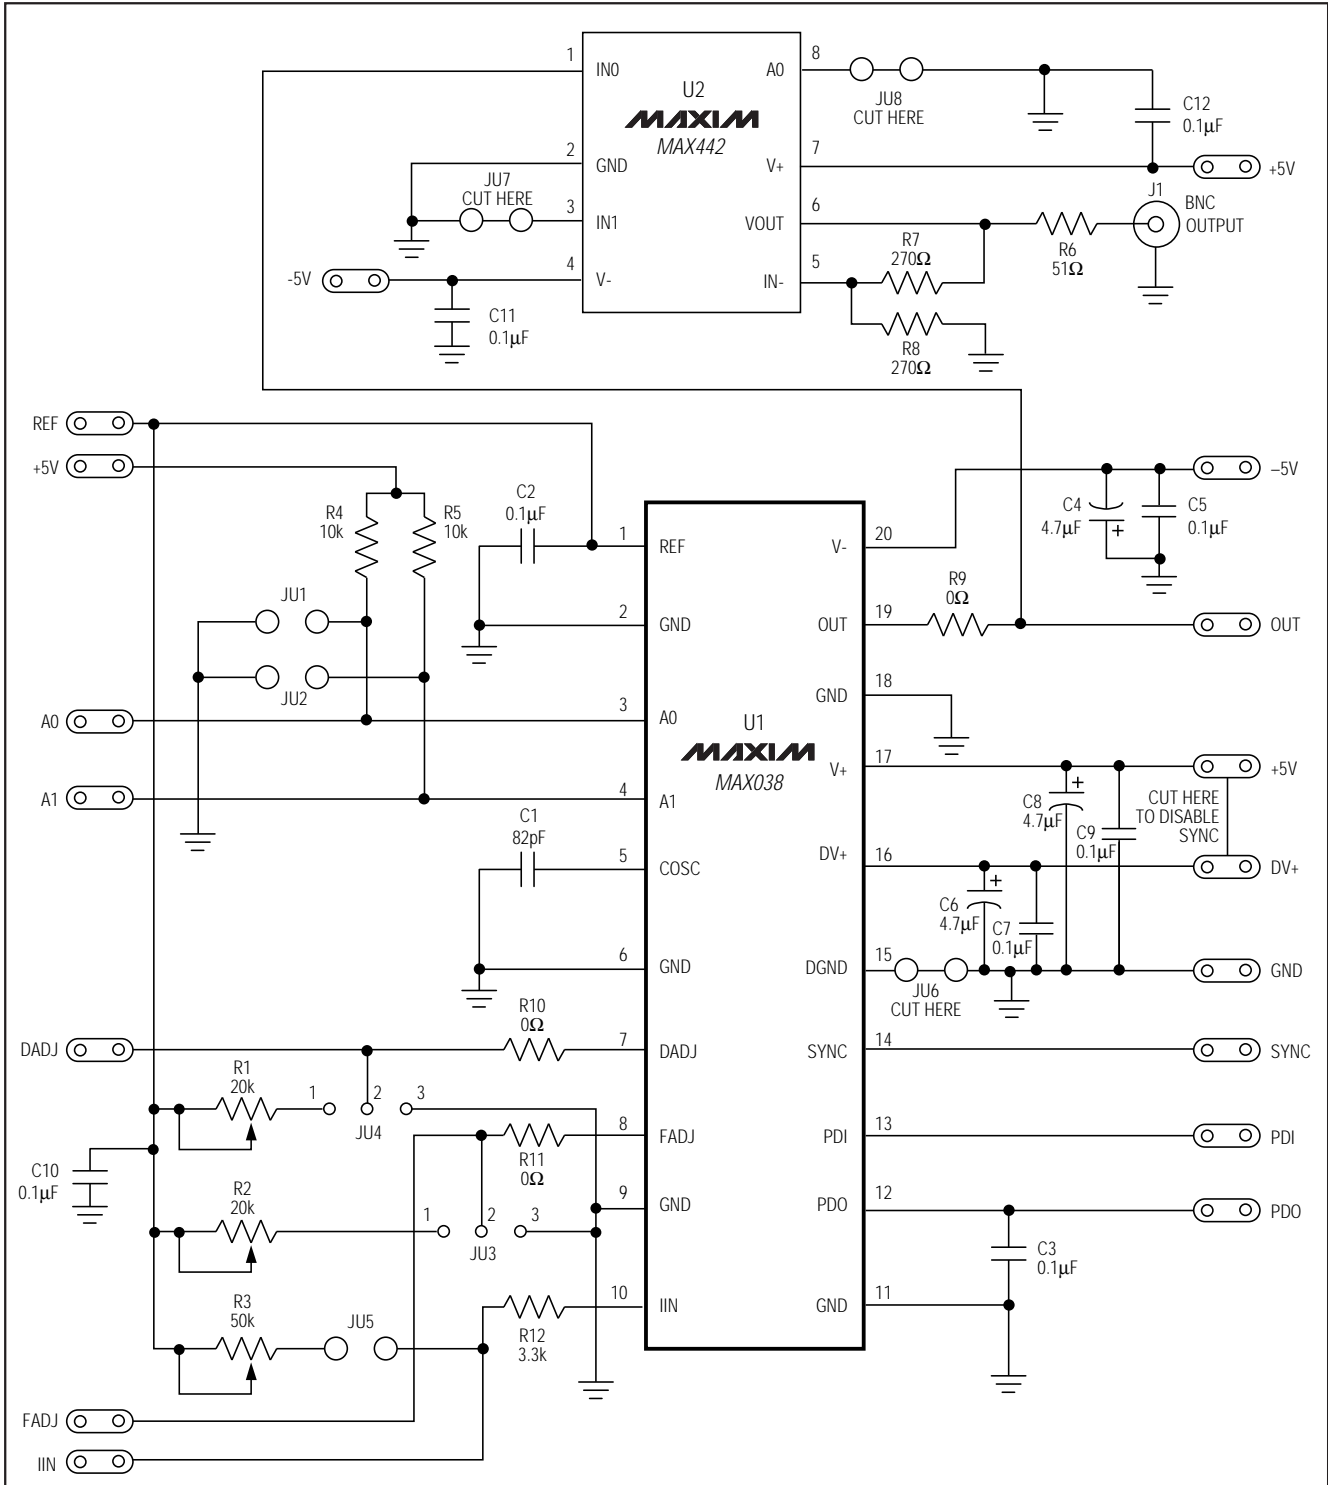 1
IN0
U2
MAXIM
MAX442
A0
8
JU8
CUT HERE
C12
0.1μF
2
GND
V+
7
+5V
JU7
CUT HERE
3
IN1
VOUT
6
J1
BNC
OUTPUT
R6
51Ω
-5V
4
V-
IN-
5
R7
270Ω
R8
270Ω
C11
0.1μF
REF
+5V
R4
10k
R5
10k
C2
0.1μF
1
REF
V-
20
C4
4.7μF
+
C5
0.1μF
–5V
JU1
2
GND
OUT
19
R9
0Ω
OUT
JU2
GND
18
A0
3
A0
U1
MAXIM
MAX038
V+
17
+5V
A1
4
A1
C8
4.7μF
+
C9
0.1μF
CUT HERE
TO DISABLE
SYNC
C1
82pF
5
COSC
DV+
16
DV+
C6
4.7μF
+
C7
0.1μF
6
GND
DGND
15
JU6
CUT HERE
GND
DADJ
R10
0Ω
7
DADJ
SYNC
14
SYNC
R1
20k
1
2
3
JU4
8
FADJ
R11
0Ω
PDI
13
PDI
C10
0.1μF
R2
20k
1
2
3
JU3
9
GND
PDO
12
PDO
C3
0.1μF
R3
50k
JU5
10
IIN
R12
3.3k
GND
11
FADJ
IIN